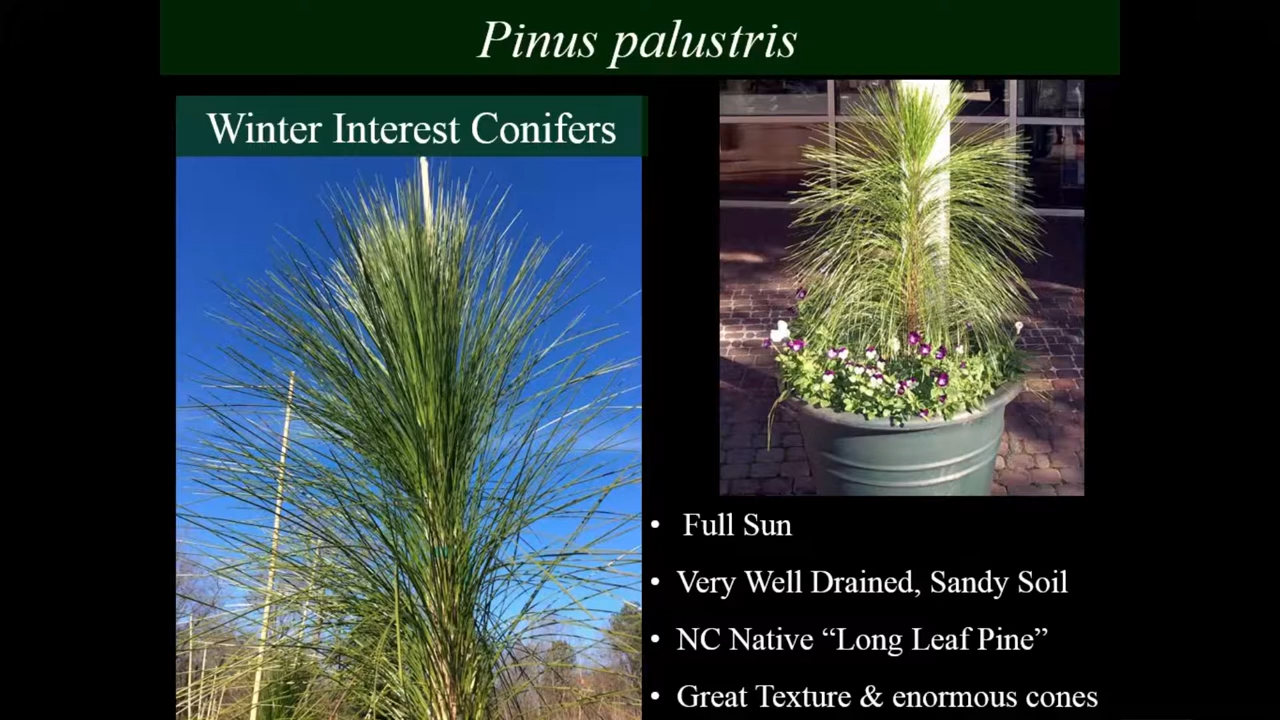 Pinus palustris
Winter Interest Conifers
• Full Sun
• Very Well Drained, Sandy Soil
• NC Native “Long Leaf Pine”
• Great Texture & enormous cones